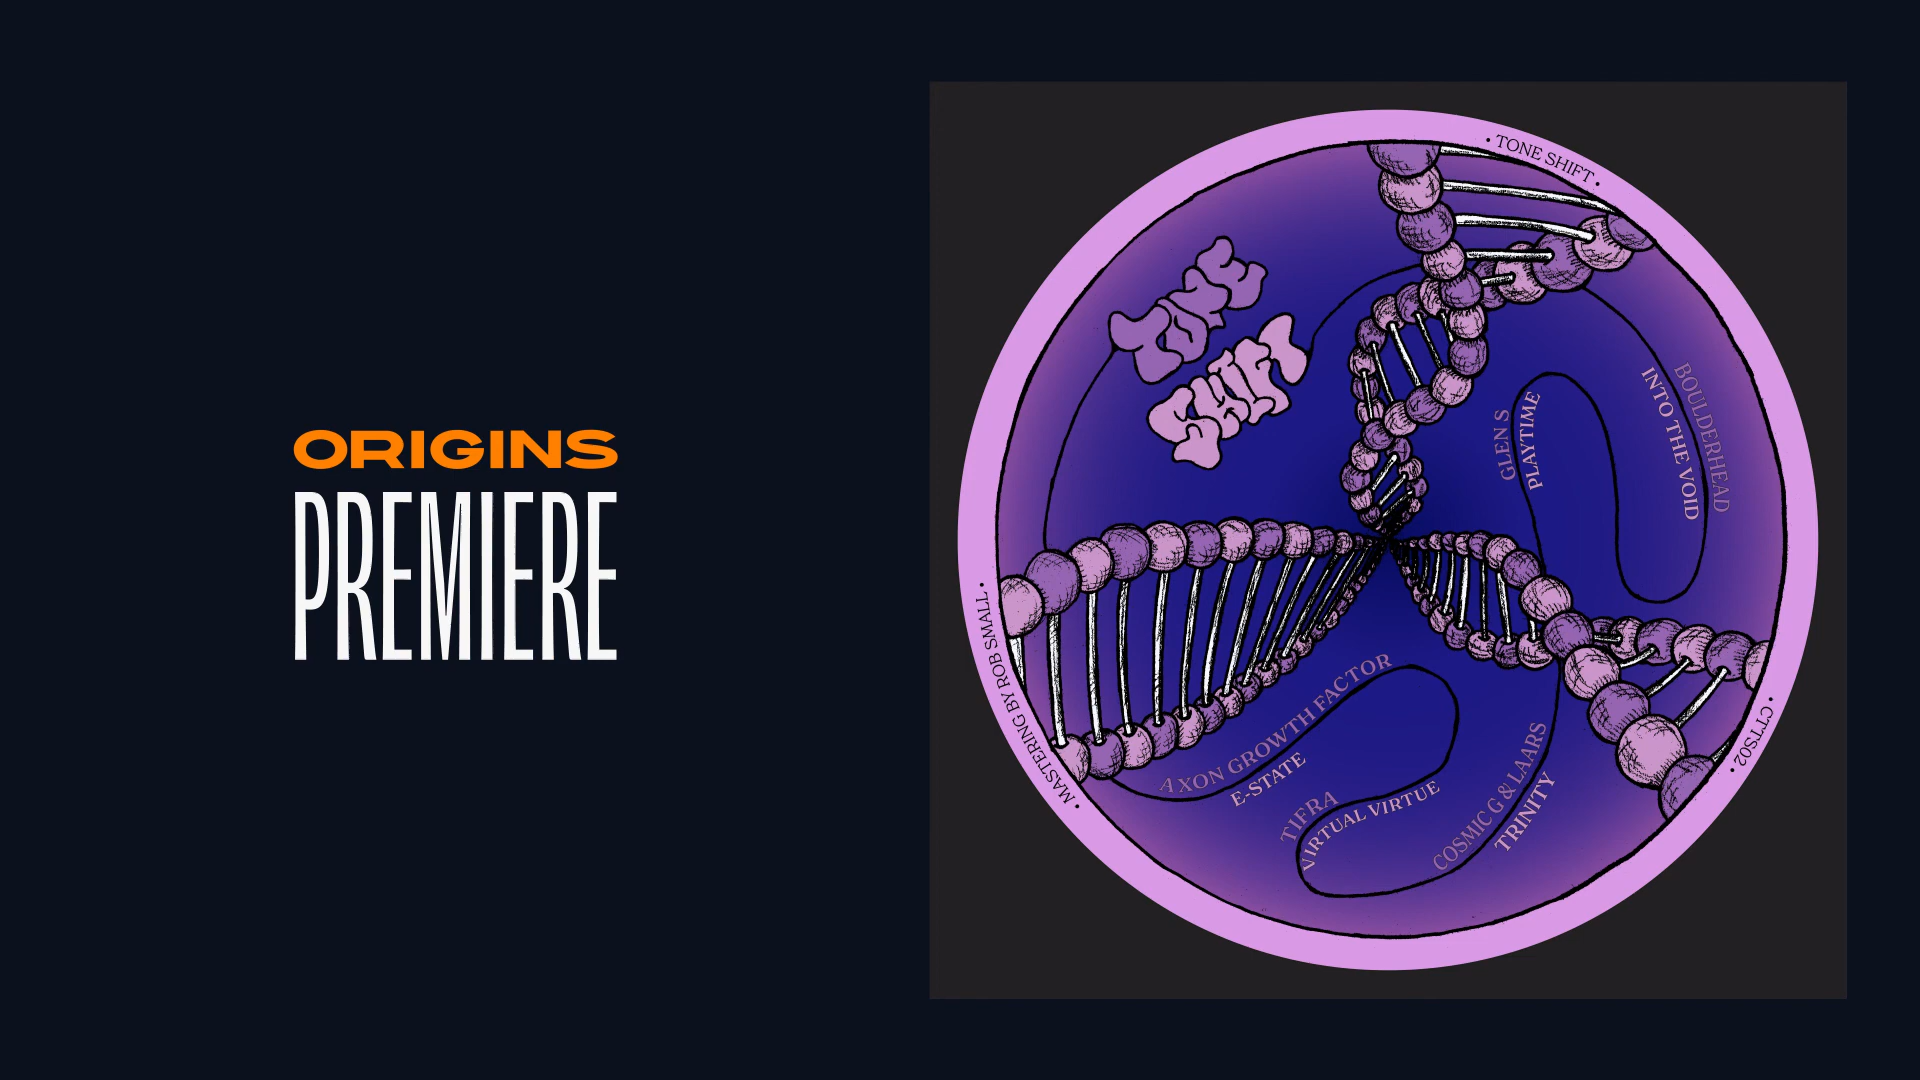 ORIGINS
PREMIERE
• TONE SHIFT •
TONE
SHIFT
GLEN S
PLAYTIME
BOULDERHEAD
INTO THE VOID
AXON GROWTH FACTOR
E-STATE
TIFRA
VIRTUAL VIRTUE
COSMIC G & LAARS
TRINITY
• MASTERING BY ROB SMALL •
• CTTS02 •